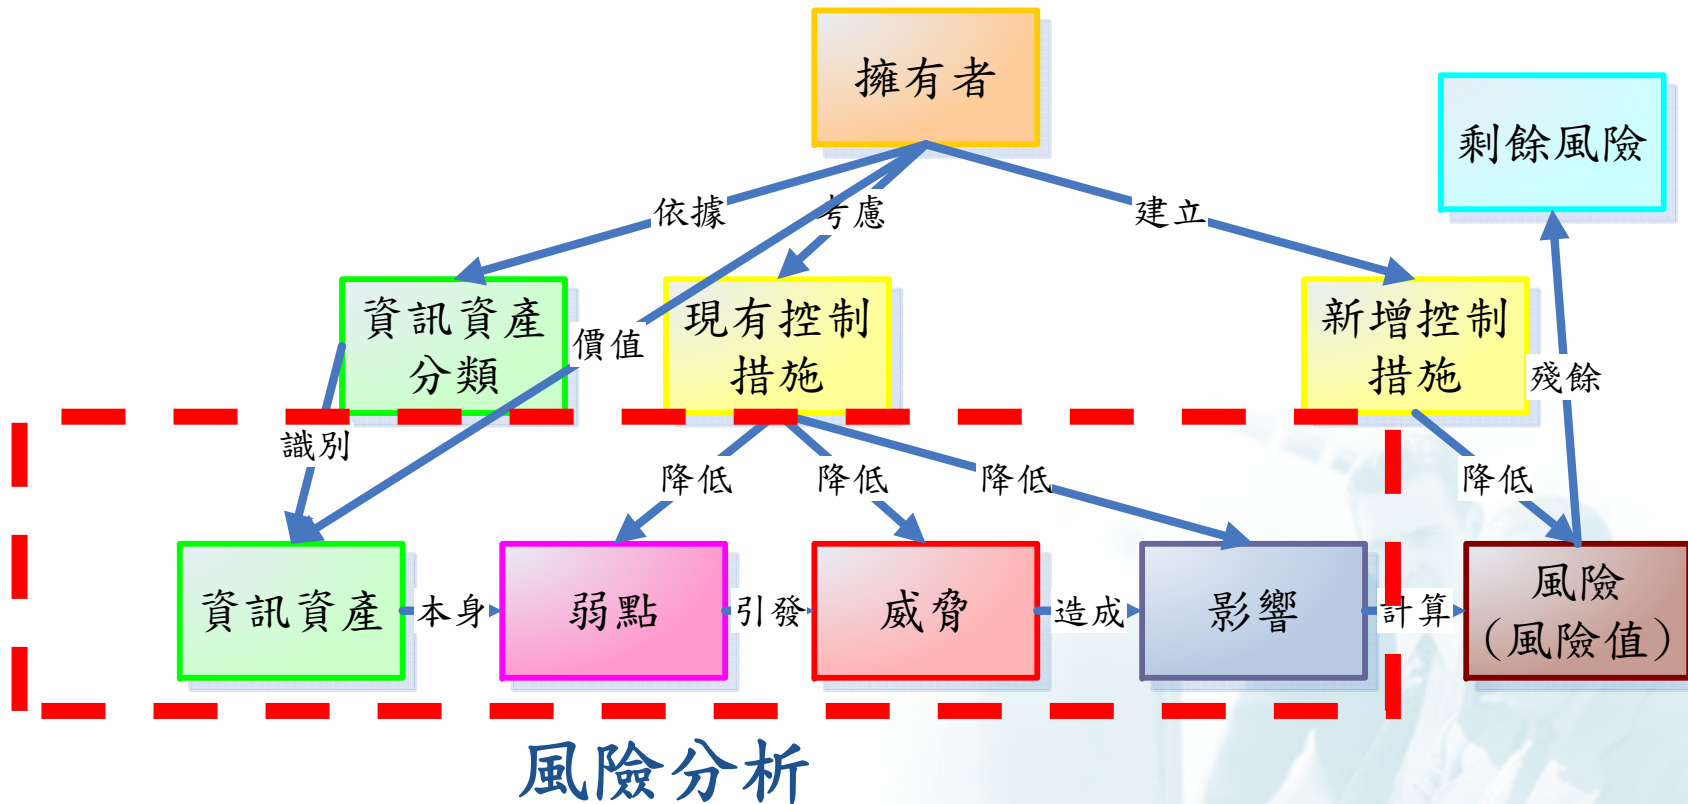 擁有者
剩餘風險
依據
考慮
建立
資訊資產
分類
現有控制
措施
新增控制
措施
價值
殘餘
識別
降低
降低
降低
降低
資訊資產
本身
弱點
引發
威脅
造成
影響
計算
風險
（風險值）
風險分析